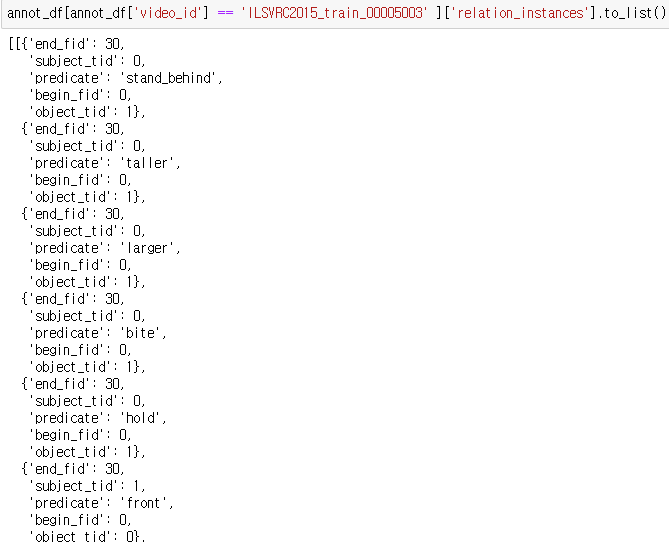 annot_df[annot_df['video_id'] == 'ILSVRC2015_train_00005003' ]['relation_instances'].to_list()
[[{'end_fid': 30,
'subject_tid': 0,
'predicate': 'stand_behind',
'begin_fid': 0,
'object_tid': 1},
{'end_fid': 30,
'subject_tid': 0,
'predicate': 'taller',
'begin_fid': 0,
'object_tid': 1},
{'end_fid': 30,
'subject_tid': 0,
'predicate': 'larger',
'begin_fid': 0,
'object_tid': 1},
{'end_fid': 30,
'subject_tid': 0,
'predicate': 'bite',
'begin_fid': 0,
'object_tid': 1},
{'end_fid': 30,
'subject_tid': 0,
'predicate': 'hold',
'begin_fid': 0,
'object_tid': 1},
{'end_fid': 30,
'subject_tid': 1,
'predicate': 'front',
'begin_fid': 0,
'object_tid': 0},